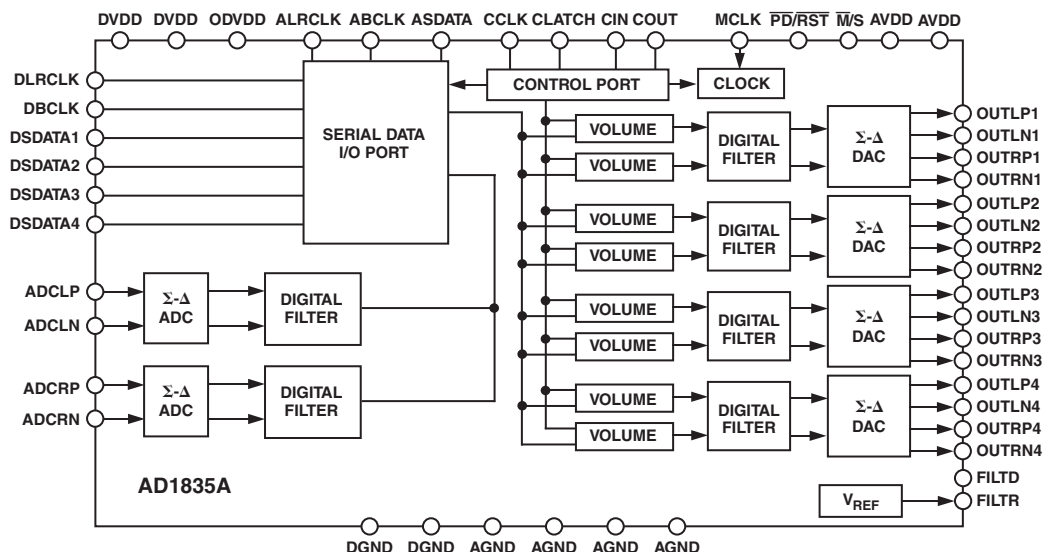 DVDD DVDD ODVDD ALRCLK ABCLK ASDATA CCLK CLATCH CIN COUT MCLK PD/RST M/S AVDD AVDD
DLRCLK
DBCLK
DSDATA1
DSDATA2
DSDATA3
DSDATA4
SERIAL DATA
I/O PORT
CONTROL PORT
CLOCK
VOLUME
VOLUME
DIGITAL
FILTER
Σ-Δ
DAC
OUTLP1
OUTLN1
OUTRP1
OUTRN1
VOLUME
VOLUME
DIGITAL
FILTER
Σ-Δ
DAC
OUTLP2
OUTLN2
OUTRP2
OUTRN2
ADCLP
ADCLN
Σ-Δ
ADC
DIGITAL
FILTER
VOLUME
VOLUME
DIGITAL
FILTER
Σ-Δ
DAC
OUTLP3
OUTLN3
OUTRP3
OUTRN3
ADCRP
ADCRN
Σ-Δ
ADC
DIGITAL
FILTER
VOLUME
VOLUME
DIGITAL
FILTER
Σ-Δ
DAC
OUTLP4
OUTLN4
OUTRP4
OUTRN4
AD1835A
VREF
FILTD
FILTR
DGND DGND AGND AGND AGND AGND